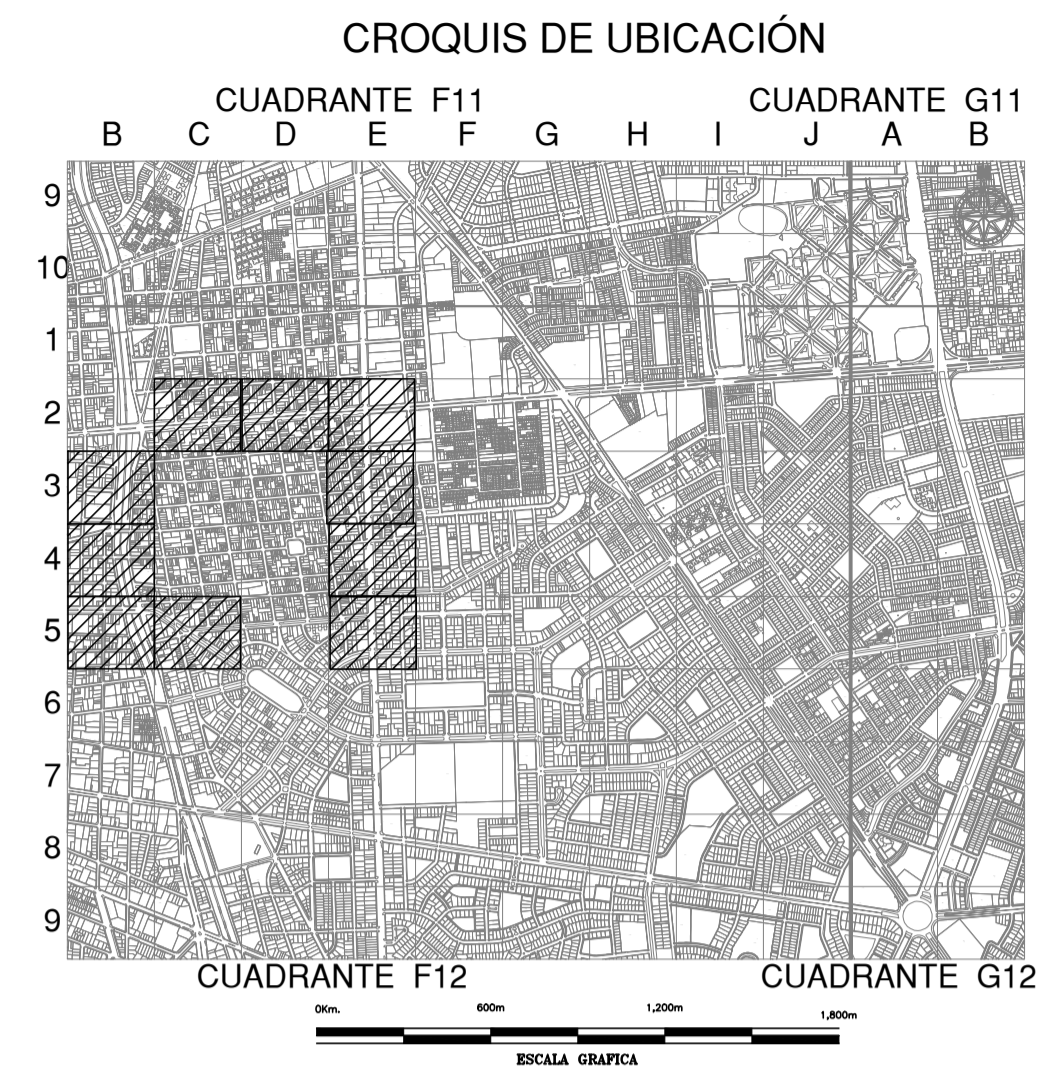 CROQUIS DE UBICACIÓN
CUADRANTE F11 CUADRANTE G11
B C D E F G H I J A B
9
10
1
2
3
4
5
6
7
8
9
CUADRANTE F12 CUADRANTE G12
0Km. 600m 1,200m 1,800m
ESCALA GRAFICA